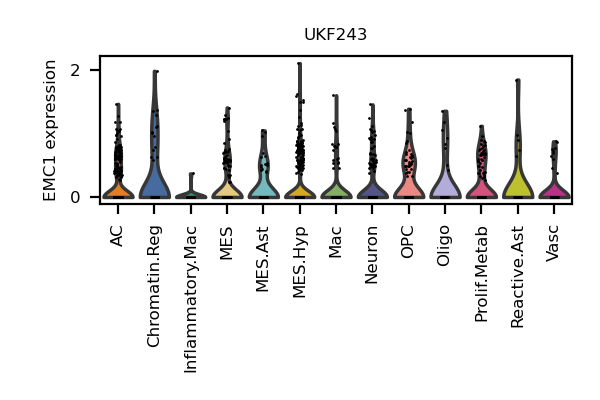 UKF243
EMC1 expression
2
0
AC
Chromatin.Reg
Inflammatory.Mac
MES
MES.Ast
MES.Hyp
Mac
Neuron
OPC
Oligo
Prolif.Metab
Reactive.Ast
Vasc